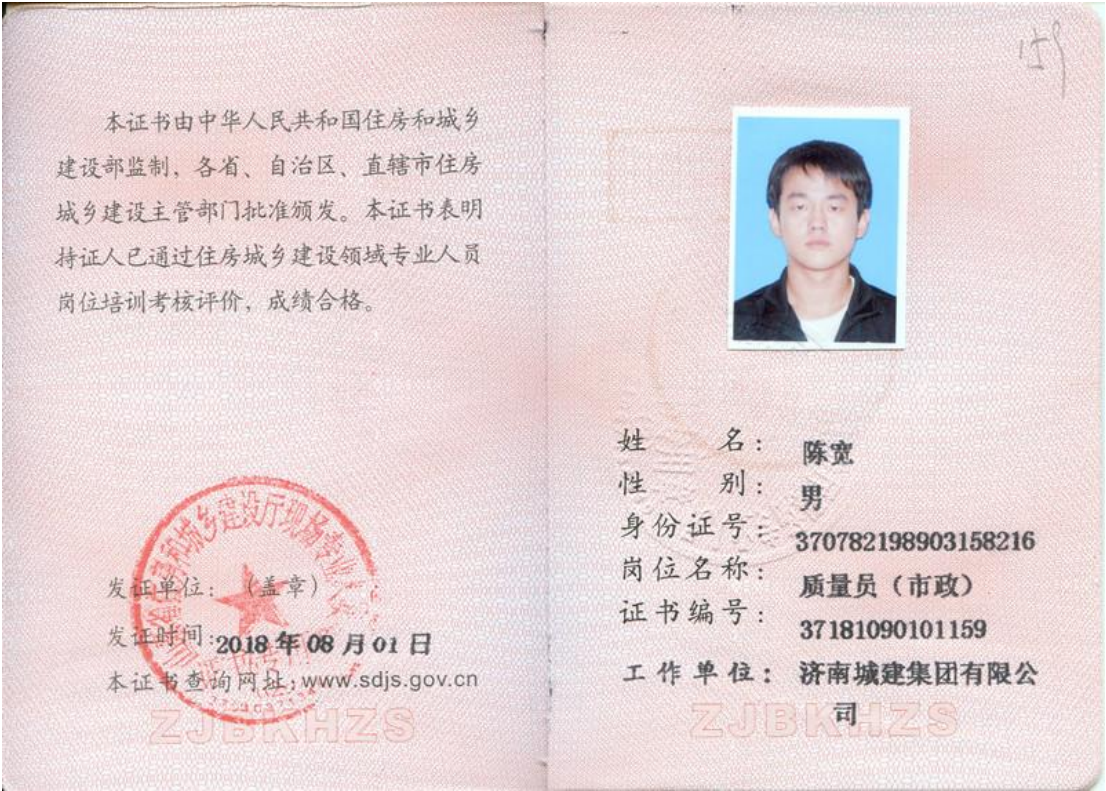 本证书由中华人民共和国住房和城乡
建设部监制，各省、自治区、直辖市住房
城乡建设主管部门批准颁发。本证书表明
持证人已通过住房城乡建设领域专业人员
岗位培训考核评价，成绩合格。
发证单位：（盖章）
发证时间：2018年08月01日
本证书查询网址：www.sdjs.gov.cn
ZJBKHZS
姓名：陈宽
性别：男
身份证号：370782198903158216
岗位名称：质量员（市政）
证书编号：37181090101159
工作单位：济南城建集团有限公
司
ZJBKHZS